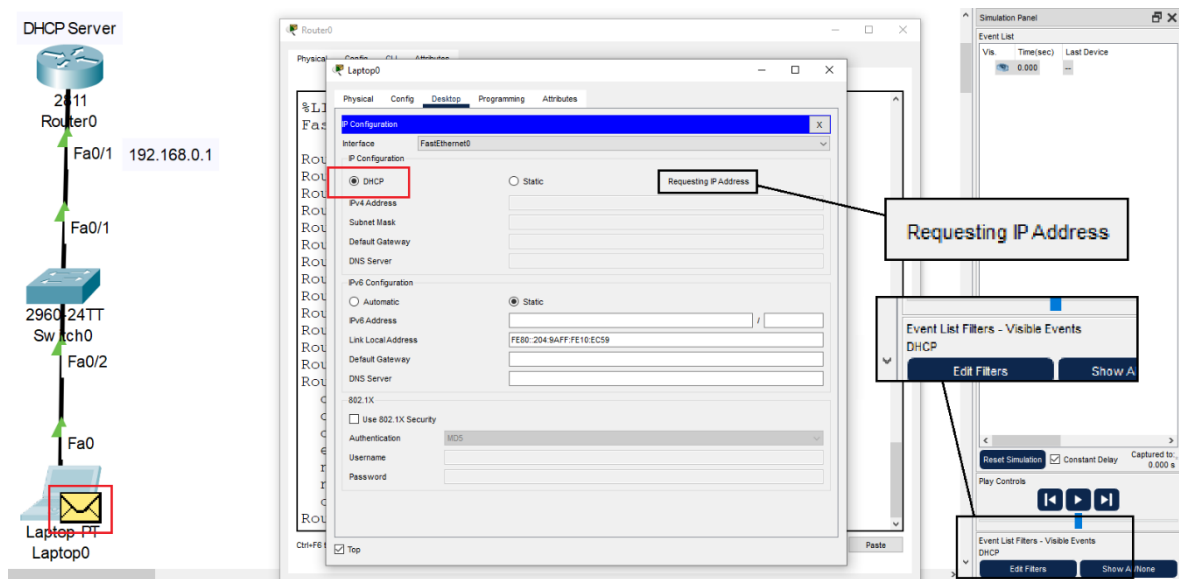 DHCP Server
2811
Router0
Fa0/1 192.168.0.1
Fa0/1
2960-24TT
Switch0
Fa0/2
Fa0
Laptop-PT
Laptop0
Router0
Physical Config CLI Attributes
Laptop0
Physical Config Desktop Programming Attributes
IP Configuration X
Interface FastEthernet0
IP Configuration
DHCP Static Requesting IP Address
IPv4 Address
Subnet Mask
Default Gateway
DNS Server
IPv6 Configuration
Automatic Static
IPv6 Address /
Link Local Address FE80::204:9AFF:FE10:EC59
Default Gateway
DNS Server
802.1X
Use 802.1X Security
Authentication MD5
Username
Password
Top
Ctrl+F6
Paste
Requesting IP Address
Event List Filters - Visible Events
DHCP
Edit Filters Show A
Simulation Panel
Event List
Vis. Time(sec) Last Device
0.000 --
Reset Simulation Constant Delay Captured to:
0.000 s
Play Controls
Event List Filters - Visible Events
DHCP
Edit Filters Show All/None